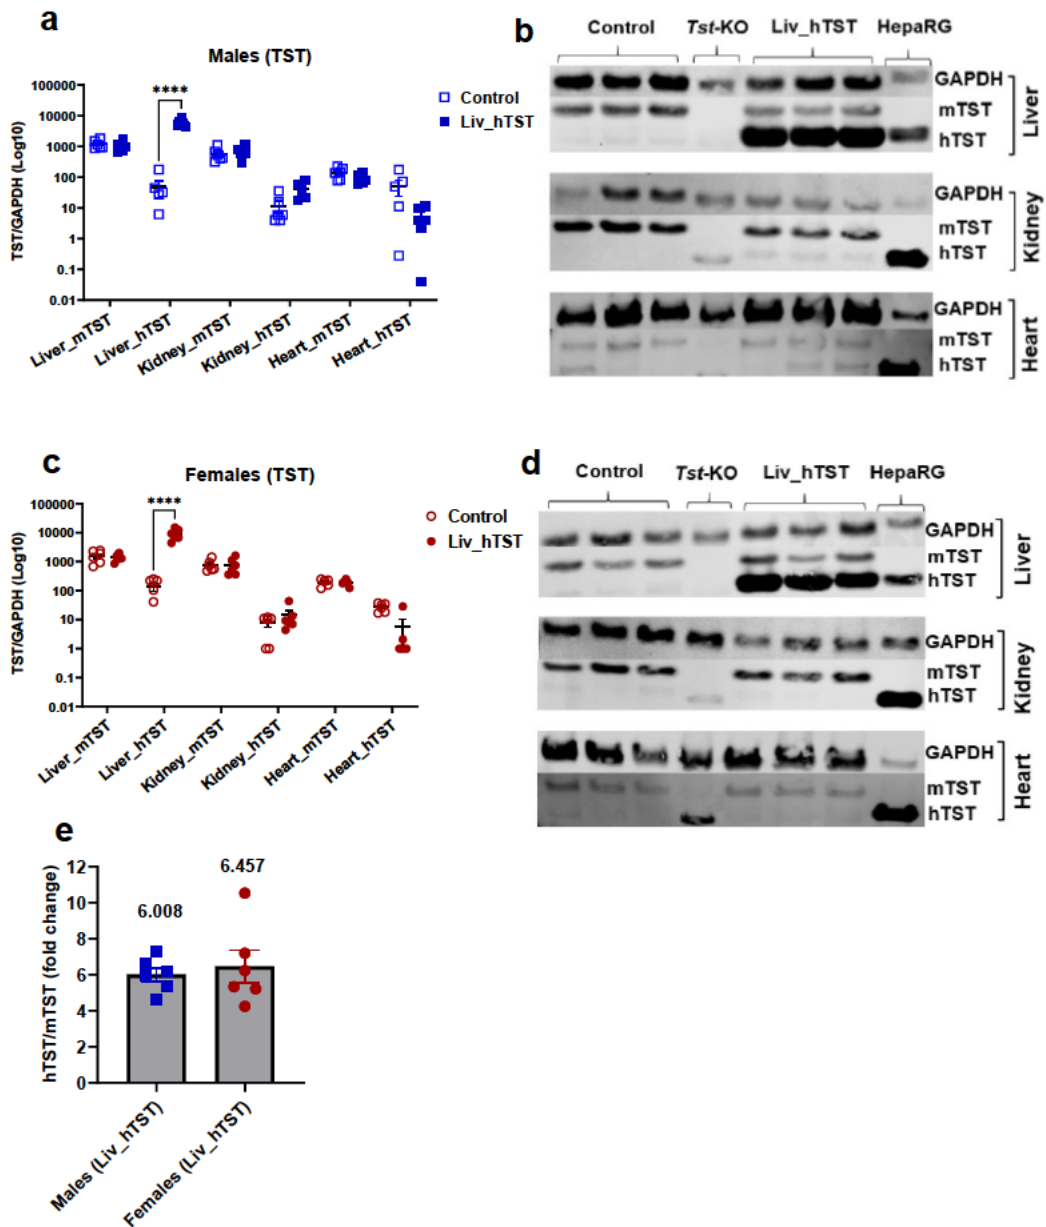 a
Males (TST)
TST/GAPDH (Log10)
100000
10000
1000
100
10
1
0.1
0.01
****
Control
Liv_hTST
Liver_mTST
Liver_hTST
Kidney_mTST
Kidney_hTST
Heart_mTST
Heart_hTST
b
Control Tst-KO Liv_hTST HepaRG
GAPDH
mTST
hTST
Liver
GAPDH
mTST
hTST
Kidney
GAPDH
mTST
hTST
Heart
c
Females (TST)
TST/GAPDH (Log10)
100000
10000
1000
100
10
1
0.1
0.01
****
Control
Liv_hTST
Liver_mTST
Liver_hTST
Kidney_mTST
Kidney_hTST
Heart_mTST
Heart_hTST
d
Control Tst-KO Liv_hTST HepaRG
GAPDH
mTST
hTST
Liver
GAPDH
mTST
hTST
Kidney
GAPDH
mTST
hTST
Heart
e
hTST/mTST (fold change)
12
10
8
6
4
2
0
6.008
6.457
Males (Liv_hTST)
Females (Liv_hTST)